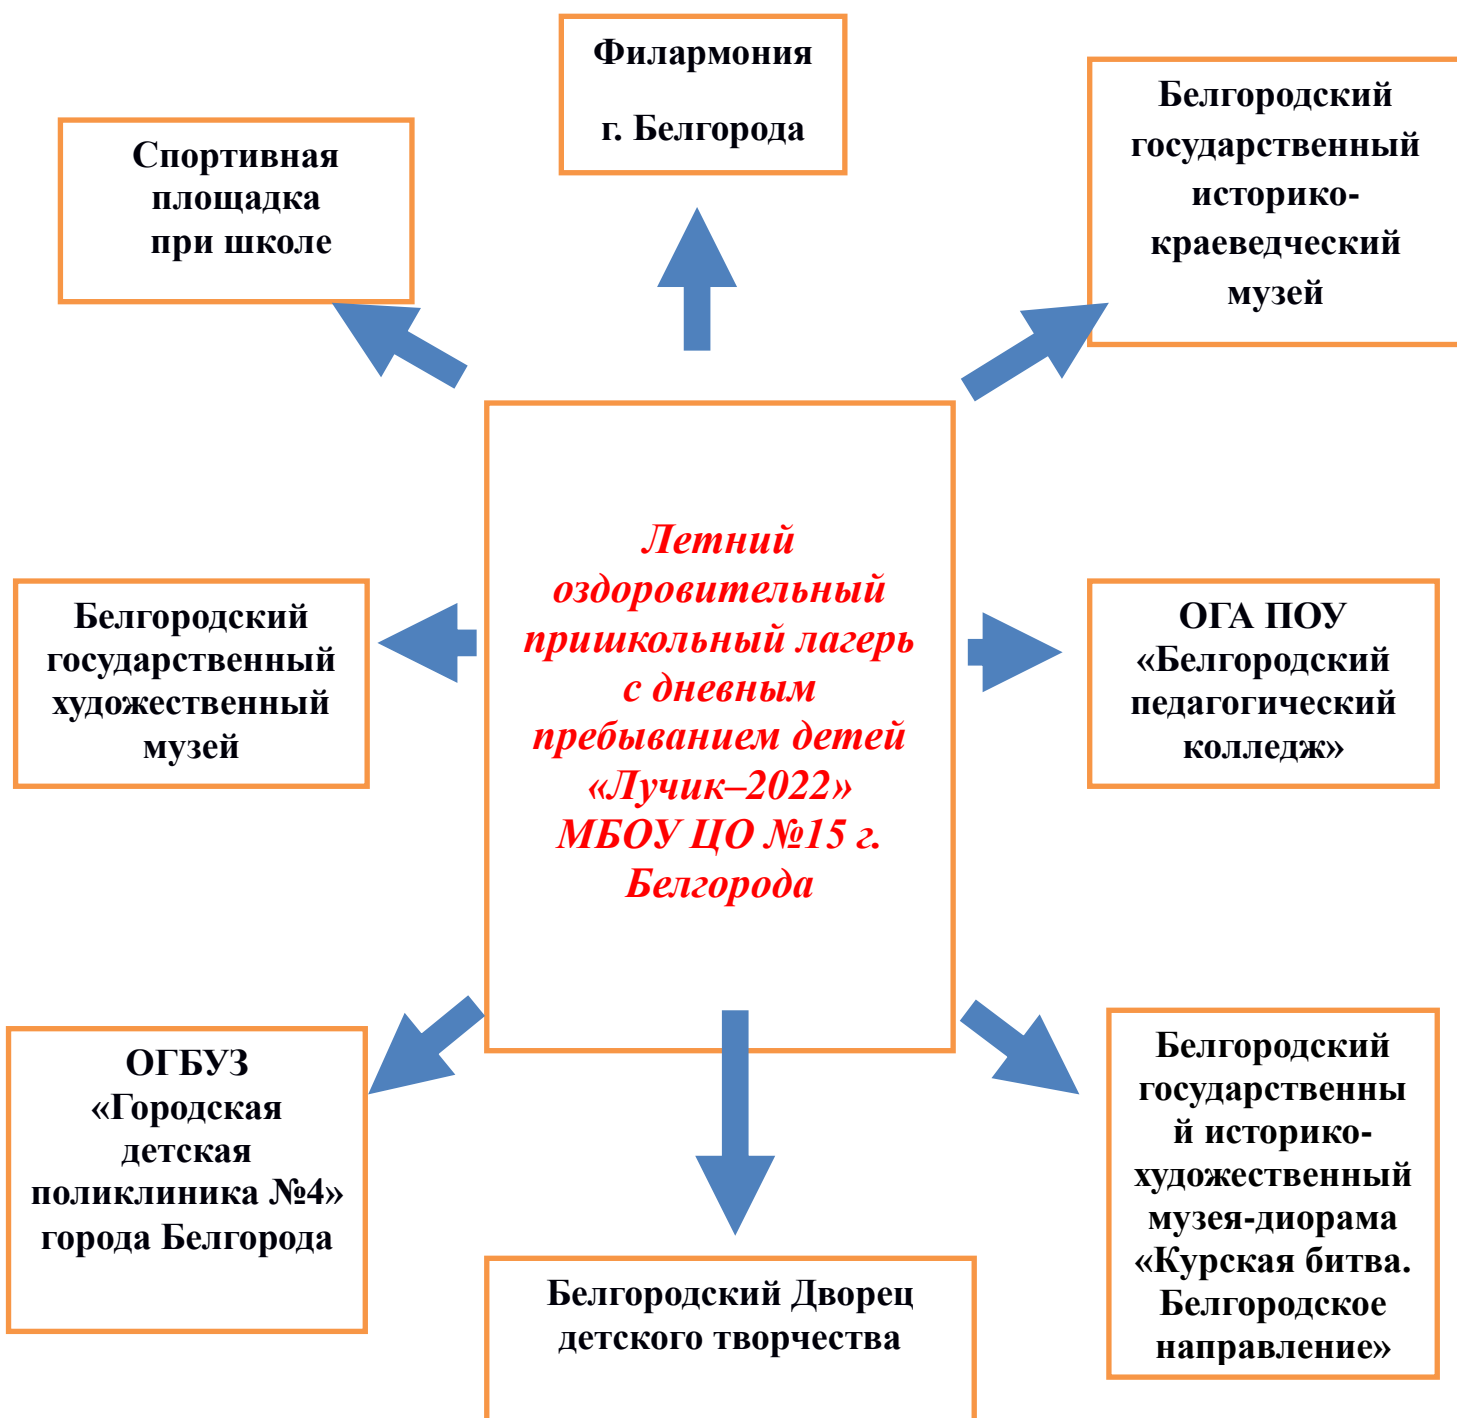 Филармония
г. Белгорода
Белгородский
государственный
историко-
краеведческий
музей
Спортивная
площадка
при школе
Летний
оздоровительный
пришкольный лагерь
с дневным
пребыванием детей
«Лучик–2022»
МБОУ ЦО №15 г.
Белгорода
Белгородский
государственный
художественный
музей
ОГА ПОУ
«Белгородский
педагогический
колледж»
ОГБУЗ
«Городская
детская
поликлиника №4»
города Белгорода
Белгородский Дворец
детского творчества
Белгородский
государственны
й историко-
художественный
музея-диорама
«Курская битва.
Белгородское
направление»